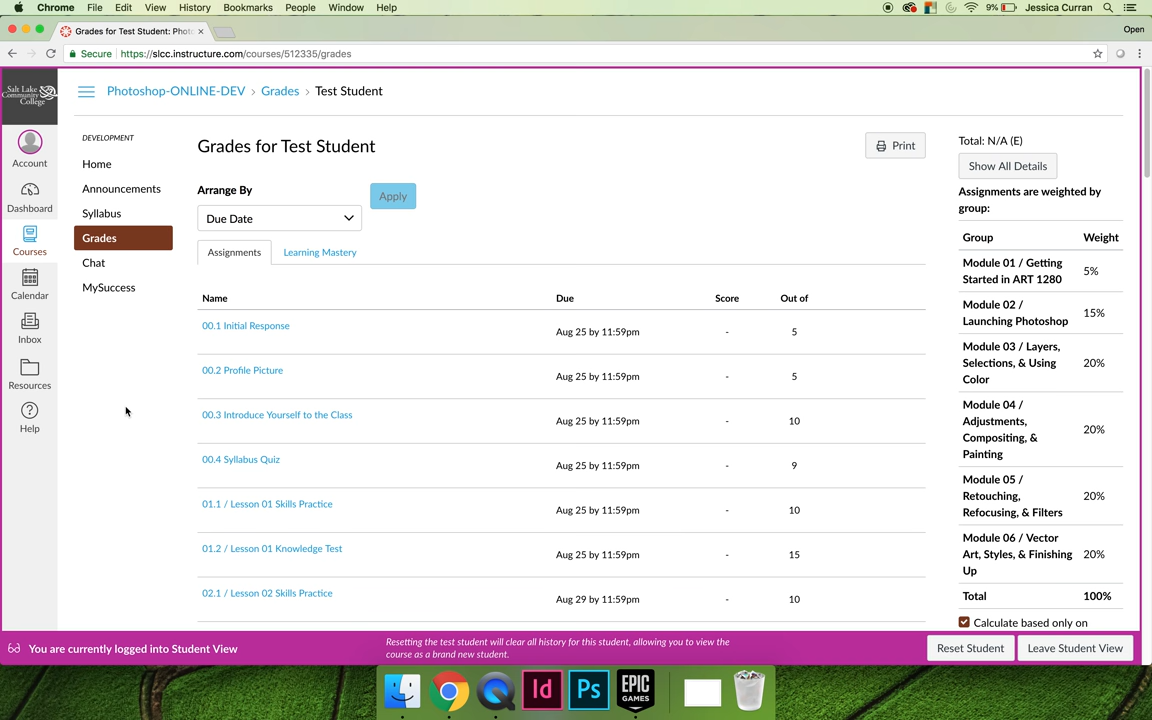 Chrome File Edit View History Bookmarks People Window Help 9% Jessica Curran
Grades for Test Student: Phot Open
Secure https://slcc.instructure.com/courses/512335/grades
Salt Lake
Community
College
Photoshop-ONLINE-DEV > Grades > Test Student
Account
Dashboard
Courses
Calendar
Inbox
Resources
Help
DEVELOPMENT
Home
Announcements
Syllabus
Grades
Chat
MySuccess
Grades for Test Student
Print
Arrange By
Due Date
Apply
Assignments Learning Mastery
Name Due Score Out of
00.1 Initial Response Aug 25 by 11:59pm - 5
00.2 Profile Picture Aug 25 by 11:59pm - 5
00.3 Introduce Yourself to the Class Aug 25 by 11:59pm - 10
00.4 Syllabus Quiz Aug 25 by 11:59pm - 9
01.1 / Lesson 01 Skills Practice Aug 25 by 11:59pm - 10
01.2 / Lesson 01 Knowledge Test Aug 25 by 11:59pm - 15
02.1 / Lesson 02 Skills Practice Aug 29 by 11:59pm - 10
Total: N/A (E)
Show All Details
Assignments are weighted by
group:
Group Weight
Module 01 / Getting
Started in ART 1280 5%
Module 02 /
Launching Photoshop 15%
Module 03 / Layers,
Selections, & Using 20%
Color
Module 04 /
Adjustments,
Compositing, & 20%
Painting
Module 05 /
Retouching, 20%
Refocusing, & Filters
Module 06 / Vector
Art, Styles, & Finishing 20%
Up
Total 100%
Calculate based only on
You are currently logged into Student View
Resetting the test student will clear all history for this student, allowing you to view the
course as a brand new student.
Reset Student Leave Student View
Id Ps EPIC
GAMES